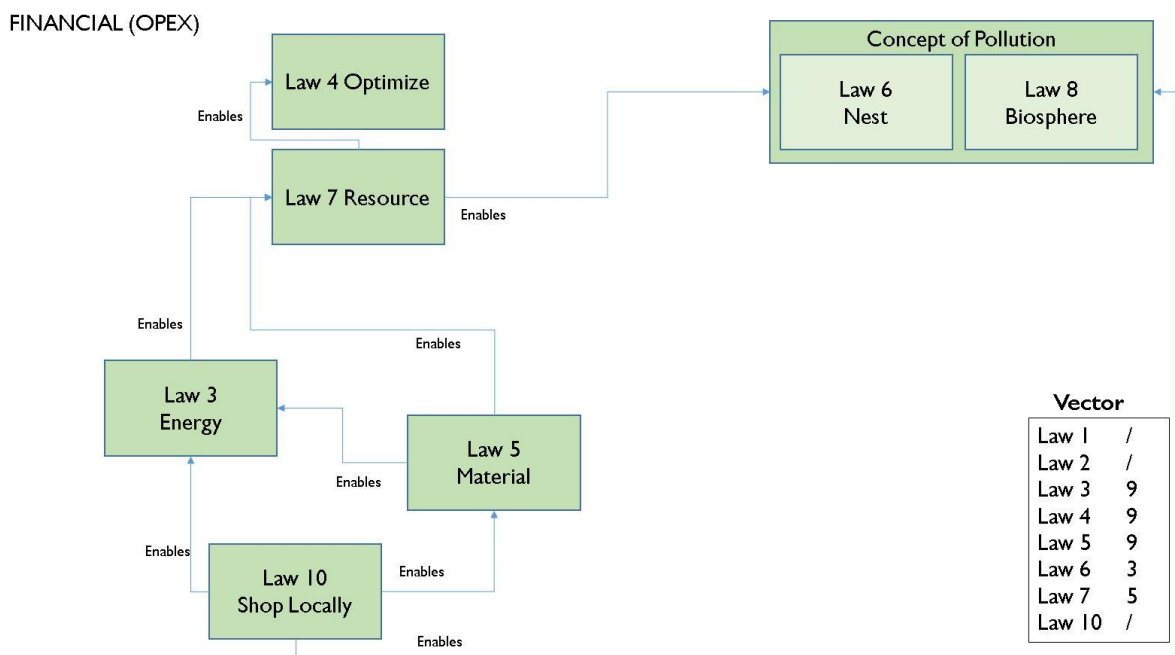 FINANCIAL (OPEX)
Concept of Pollution
Law 4 Optimize
Law 6
Nest
Law 8
Biosphere
Enables
Law 7 Resource
Enables
Enables
Enables
Law 3
Energy
Law 5
Material
Enables
Vector
Law 1 /
Law 2 /
Law 3 9
Law 4 9
Law 5 9
Law 6 3
Law 7 5
Law 10 /
Enables
Law 10
Shop Locally
Enables
Enables